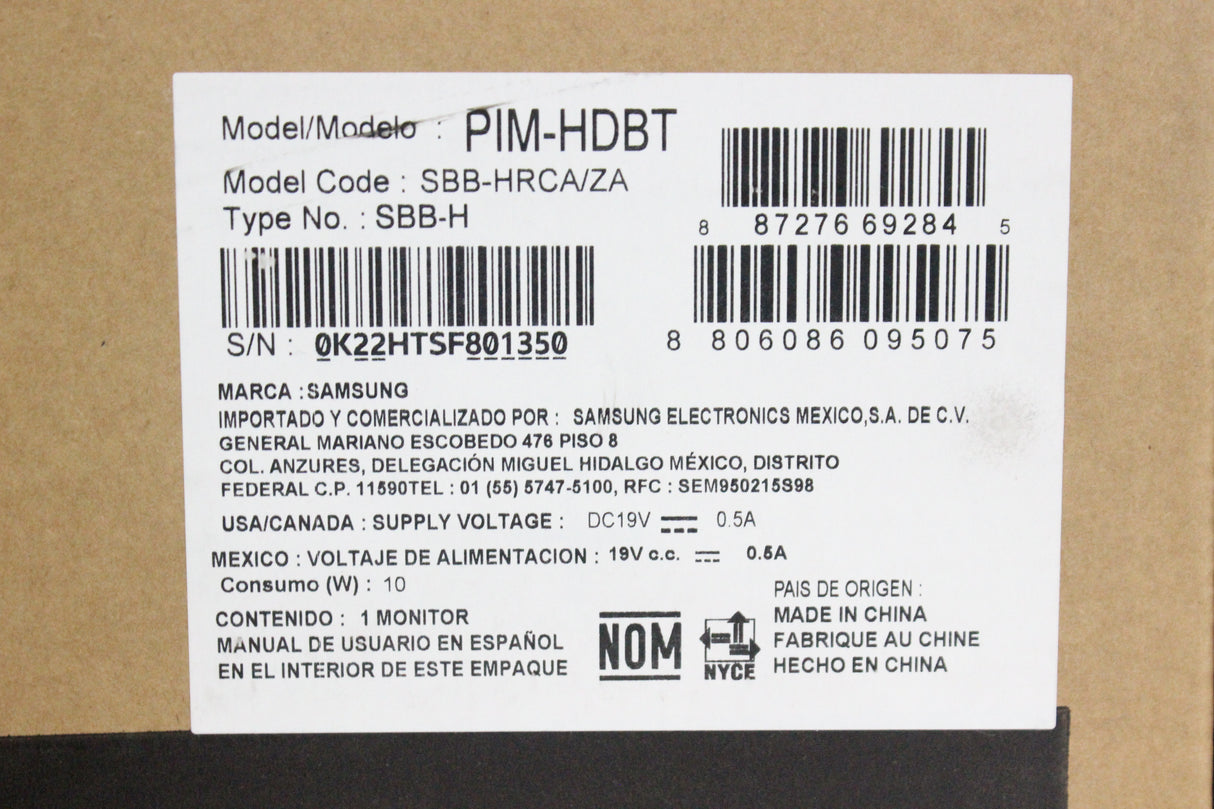 Model/Modelo : PIM-HDBT
Model Code : SBB-HRCA/ZA
Type No. : SBB-H
8 87276 69284 5
S/N : 0K22HTSF801350
8 806086 095075
MARCA : SAMSUNG
IMPORTADO Y COMERCIALIZADO POR : SAMSUNG ELECTRONICS MEXICO,S.A. DE C.V.
GENERAL MARIANO ESCOBEDO 476 PISO 8
COL. ANZURES, DELEGACIÓN MIGUEL HIDALGO MÉXICO, DISTRITO
FEDERAL C.P. 11590TEL : 01 (55) 5747-5100, RFC : SEM950215S98
USA/CANADA : SUPPLY VOLTAGE : DC19V 0.5A
MEXICO : VOLTAJE DE ALIMENTACION : 19V c.c. 0.5A
Consumo (W) : 10
CONTENIDO : 1 MONITOR
MANUAL DE USUARIO EN ESPAÑOL
EN EL INTERIOR DE ESTE EMPAQUE
NOM
NYCE
PAIS DE ORIGEN :
MADE IN CHINA
FABRIQUE AU CHINE
HECHO EN CHINA